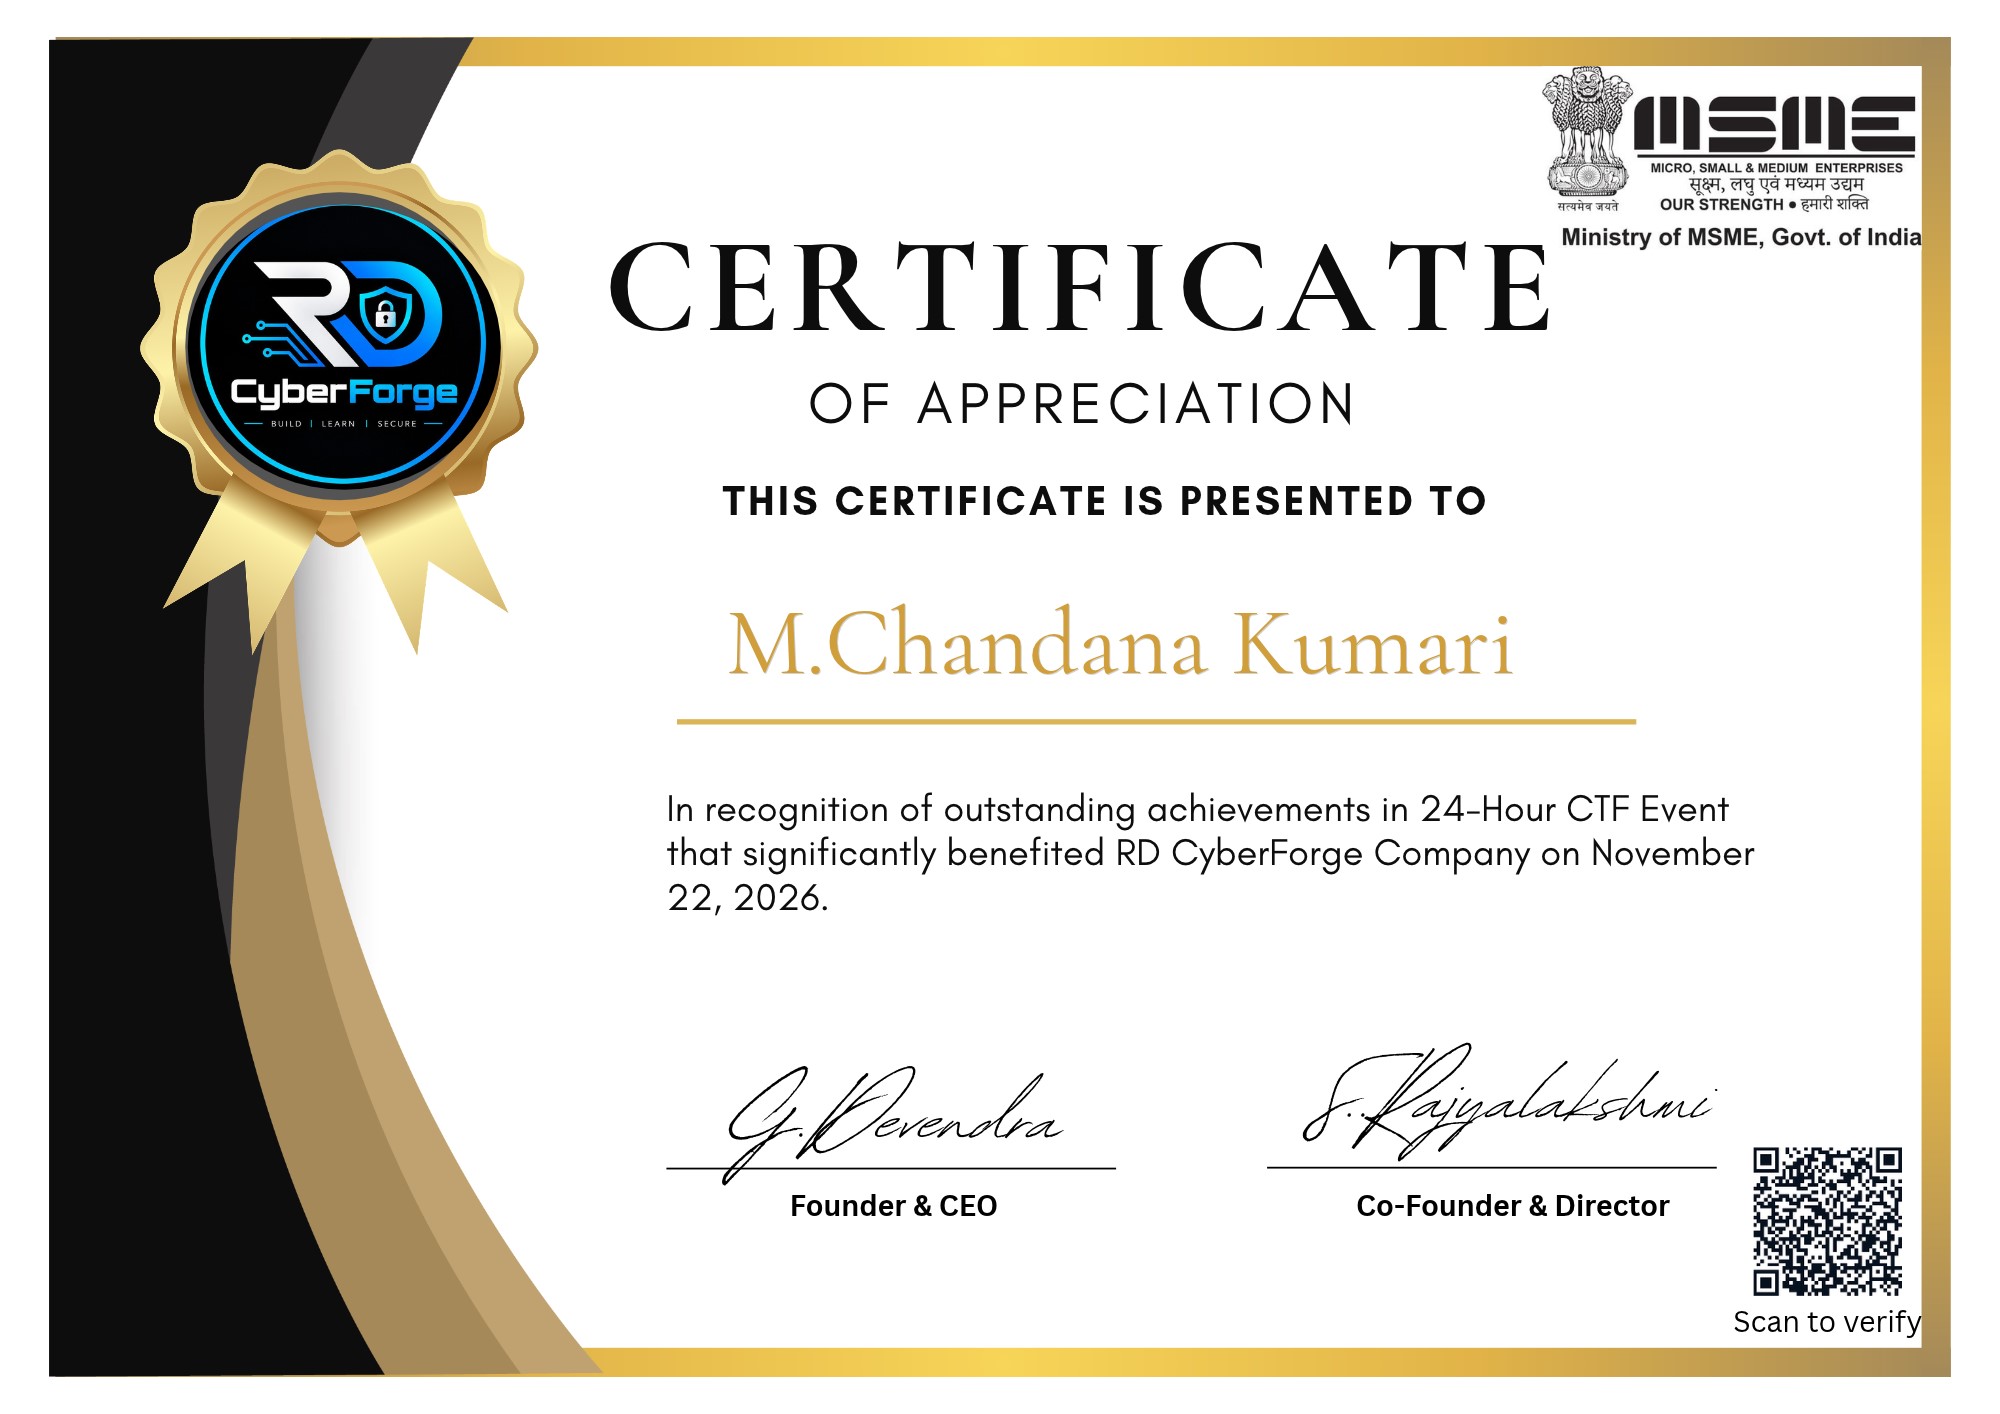 MSME
MICRO, SMALL & MEDIUM ENTERPRISES
सूक्ष्म, लघु एवं मध्यम उद्यम
OUR STRENGTH • हमारी शक्ति
सत्यमेव जयते
Ministry of MSME, Govt. of India
RD
CyberForge
BUILD | LEARN | SECURE
CERTIFICATE
OF APPRECIATION
THIS CERTIFICATE IS PRESENTED TO
M.Chandana Kumari
In recognition of outstanding achievements in 24-Hour CTF Event
that significantly benefited RD CyberForge Company on November
22, 2026.
G.Devendra
Founder & CEO
S..Rajyalakshmi
Co-Founder & Director
Scan to verify